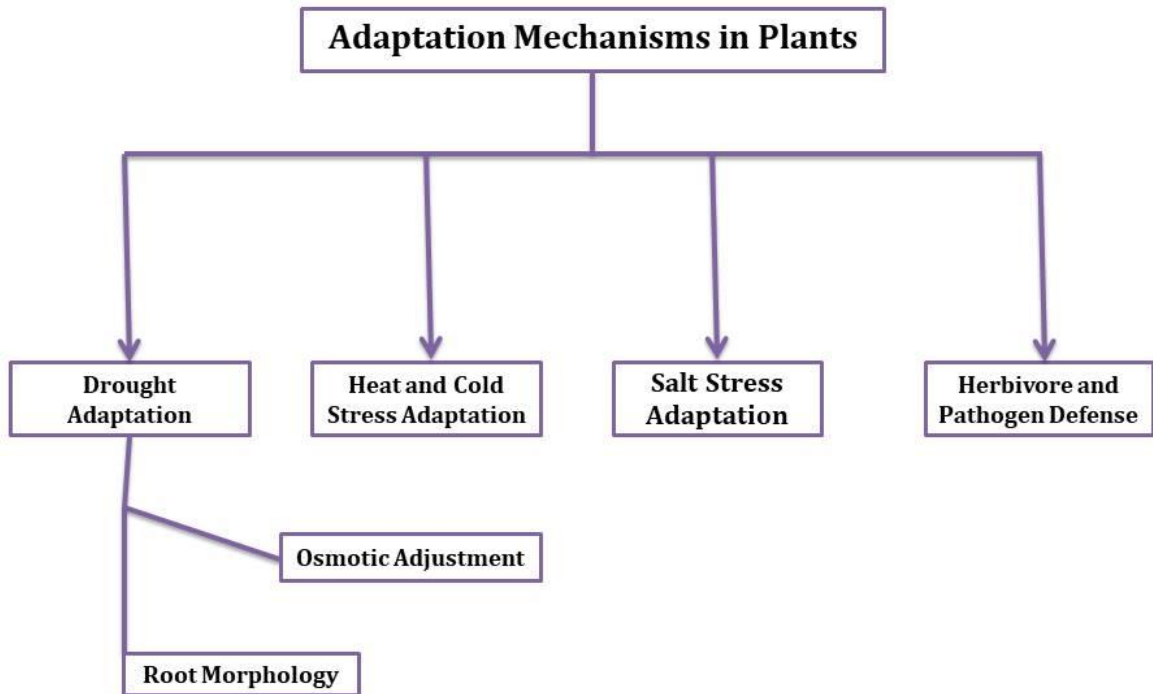 Adaptation Mechanisms in Plants
Drought
Adaptation
Heat and Cold
Stress Adaptation
Salt Stress
Adaptation
Herbivore and
Pathogen Defense
Osmotic Adjustment
Root Morphology